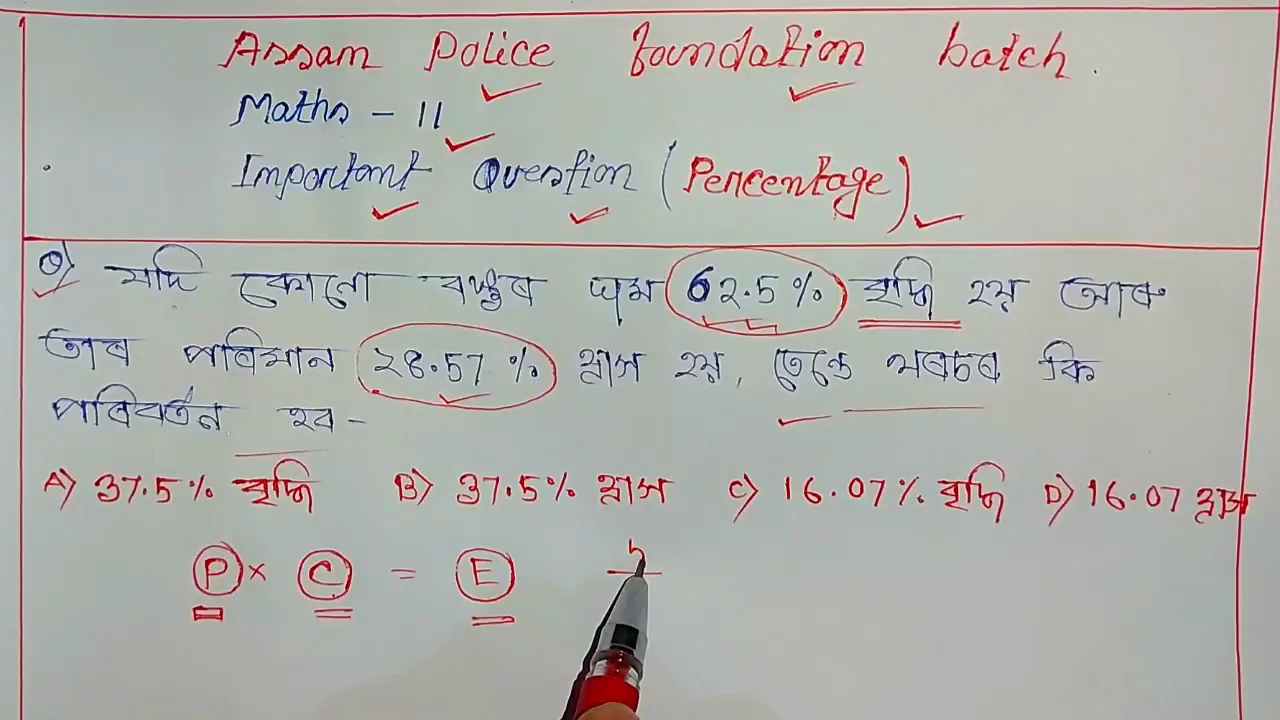 Assam Police foundation batch.
Maths - 11
Important Question (Percentage)
Q) যদি কোনো বস্তুৰ দাম 62.5% বৃদ্ধি হয় আৰু
তাৰ পৰিমান 28.57 % হ্ৰাস হয়, তেন্তে খৰচৰ কি
পৰিবৰ্তন হব -
A) 37.5% বৃদ্ধি B) 37.5% হ্ৰাস C) 16.07% বৃদ্ধি D) 16.07 হ্ৰাস
P × C = E